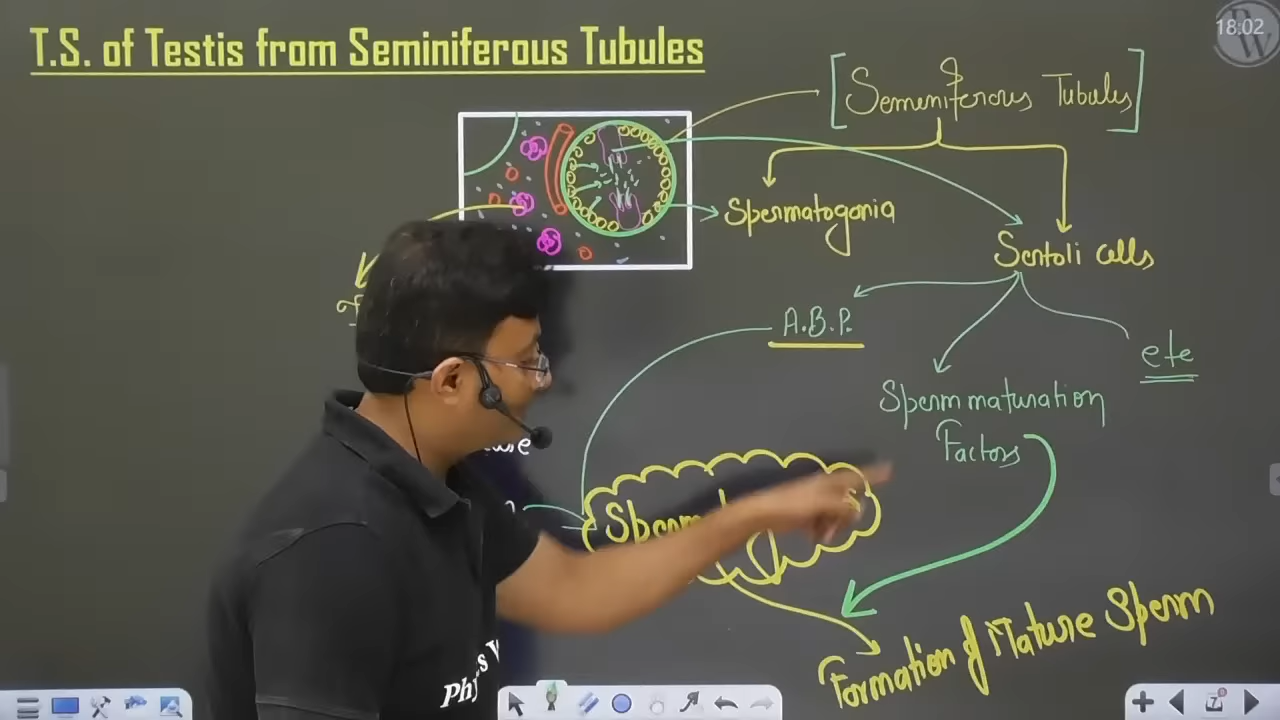 T.S. of Testis from Seminiferous Tubules
18:02
[Semeniferous Tubules]
Spermatogonia
Sertoli cells
A.B.P.
etc
Sperm maturation
Factors
Formation of Mature Sperm